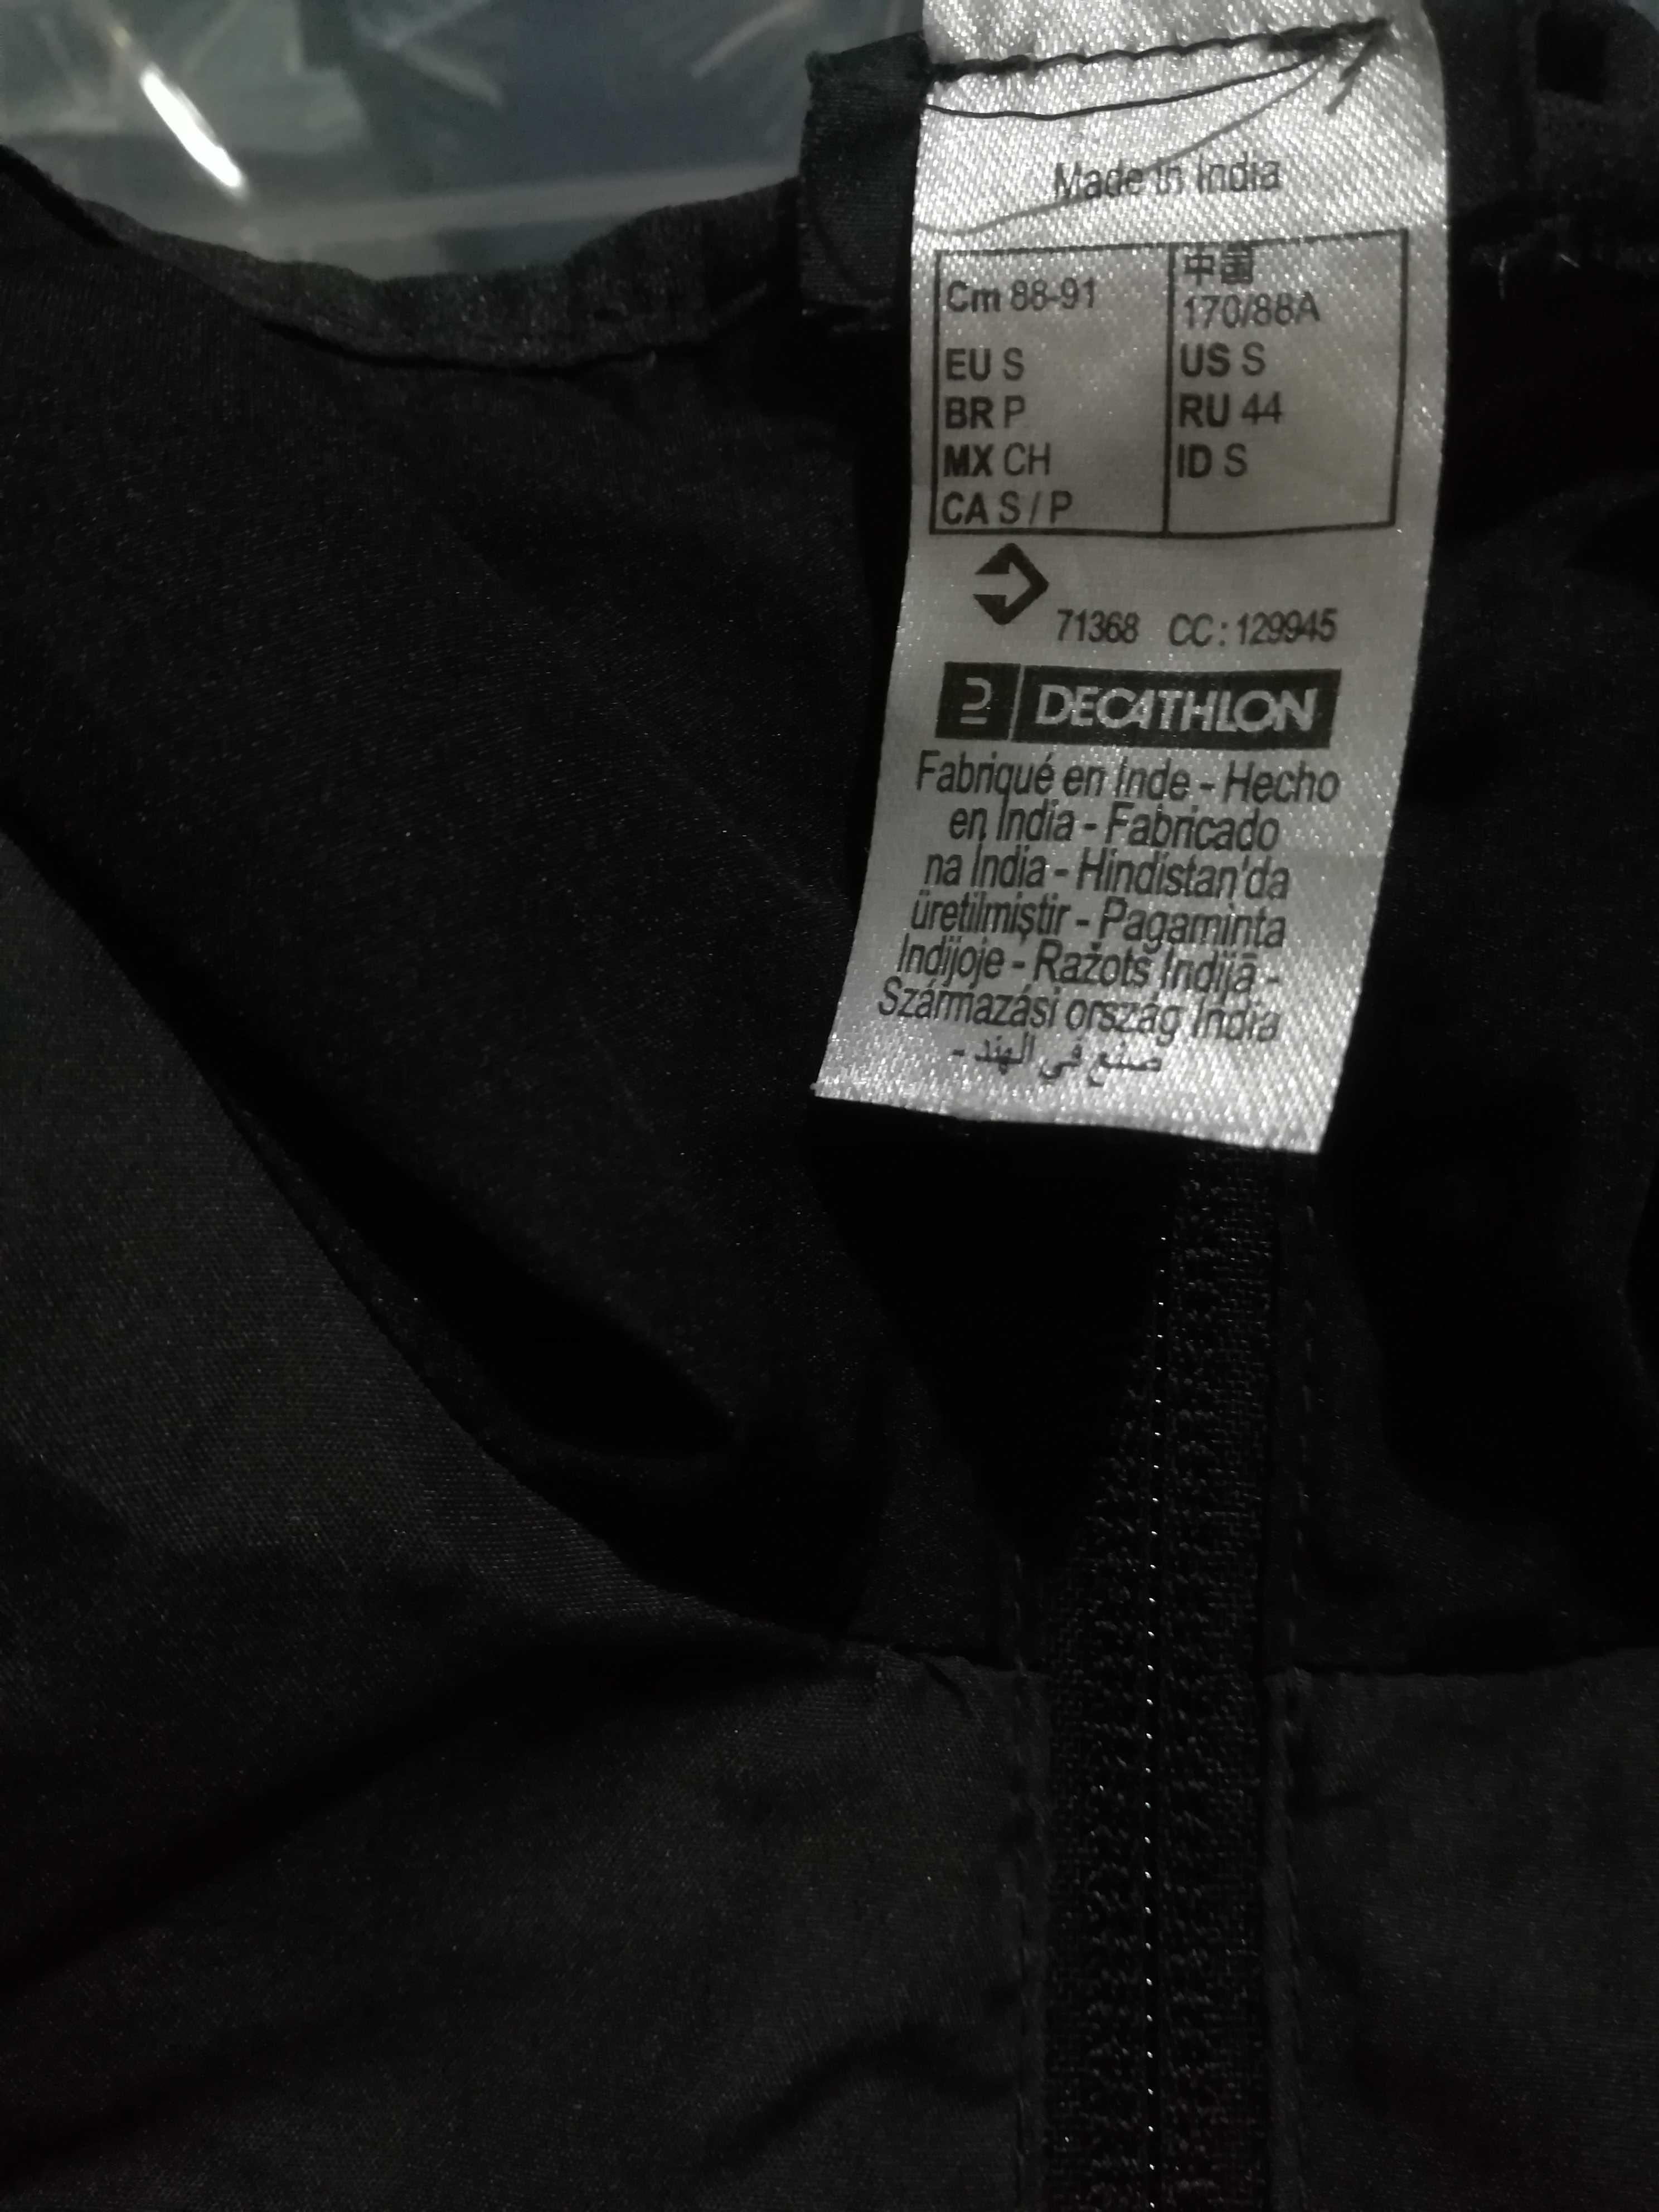 Made in India
Cm 88-91
EU S
BR P
MX CH
CA S / P
中国
170/88A
US S
RU 44
ID S
71368 CC : 129945
DECATHLON
Fabriqué en Inde - Hecho
en India - Fabricado
na Índia - Hindistan'da
üretilmiştir - Pagaminta
Indijoje - Ražots Indijā -
Származási ország India
صنع في الهند -